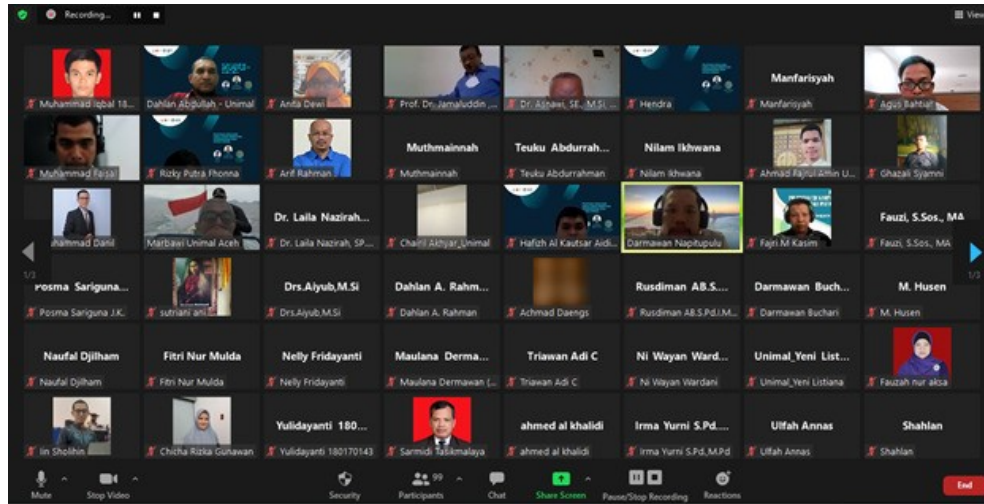 Recording...
View
Muhammad Iqbal 18...
Dahlan Abdullah - Unimal
Anita Dewi
Prof. Dr. Jamaluddin ,...
Dr. Asnawi, SE., M.Si, ...
Hendra
Manfarisyah
Manfarisyah
Agus Bahtiar
Muhammad Faisal
Rizky Putra Fhonna
Arif Rahman
Muthmainnah
Muthmainnah
Teuku Abdurrah...
Teuku Abdurrahman
Nilam Ikhwana
Nilam Ikhwana
Ahmad Fajrul Amin U...
Ghazali Syamni
uhammad Danil
Marbawi Unimal Aceh
Dr. Laila Nazirah...
Dr. Laila Nazirah, SP....
Chairil Akhyar_Unimal
Hafizh Al Kautsar Aidi...
Darmawan Napitupulu
Fajri M Kasim
Fauzi, S.Sos., MA
Fauzi, S.Sos., MA
1/3
1/3
Posma Sariguna...
Posma Sariguna J.K.
sutriani ani
Drs.Aiyub,M.Si
Drs.Aiyub,M.Si
Dahlan A. Rahm...
Dahlan A. Rahman
Achmad Daengs
Rusdiman AB.S....
Rusdiman AB.S.Pd.I.M...
Darmawan Buch...
Darmawan Buchari
M. Husen
M. Husen
Naufal Djilham
Naufal Djilham
Fitri Nur Mulda
Fitri Nur Mulda
Nelly Fridayanti
Nelly Fridayanti
Maulana Derma...
Maulana Dermawan (...
Triawan Adi C
Triawan Adi C
Ni Wayan Ward...
Ni Wayan Wardani
Unimal_Yeni List...
Unimal_Yeni Listiana
Fauzah nur aksa
Iin Sholihin
Chicha Rizka Gunawan
Yulidayanti 180...
Yulidayanti 180170143
Sarmidi Tasikmalaya
ahmed al khalidi
ahmed al khalidi
Irma Yurni S.Pd....
Irma Yurni S.Pd.,M.Pd
Ulfah Annas
Ulfah Annas
Shahlan
Shahlan
Mute
Stop Video
Security
99
Participants
Chat
Share Screen
Pause/Stop Recording
Reactions
End